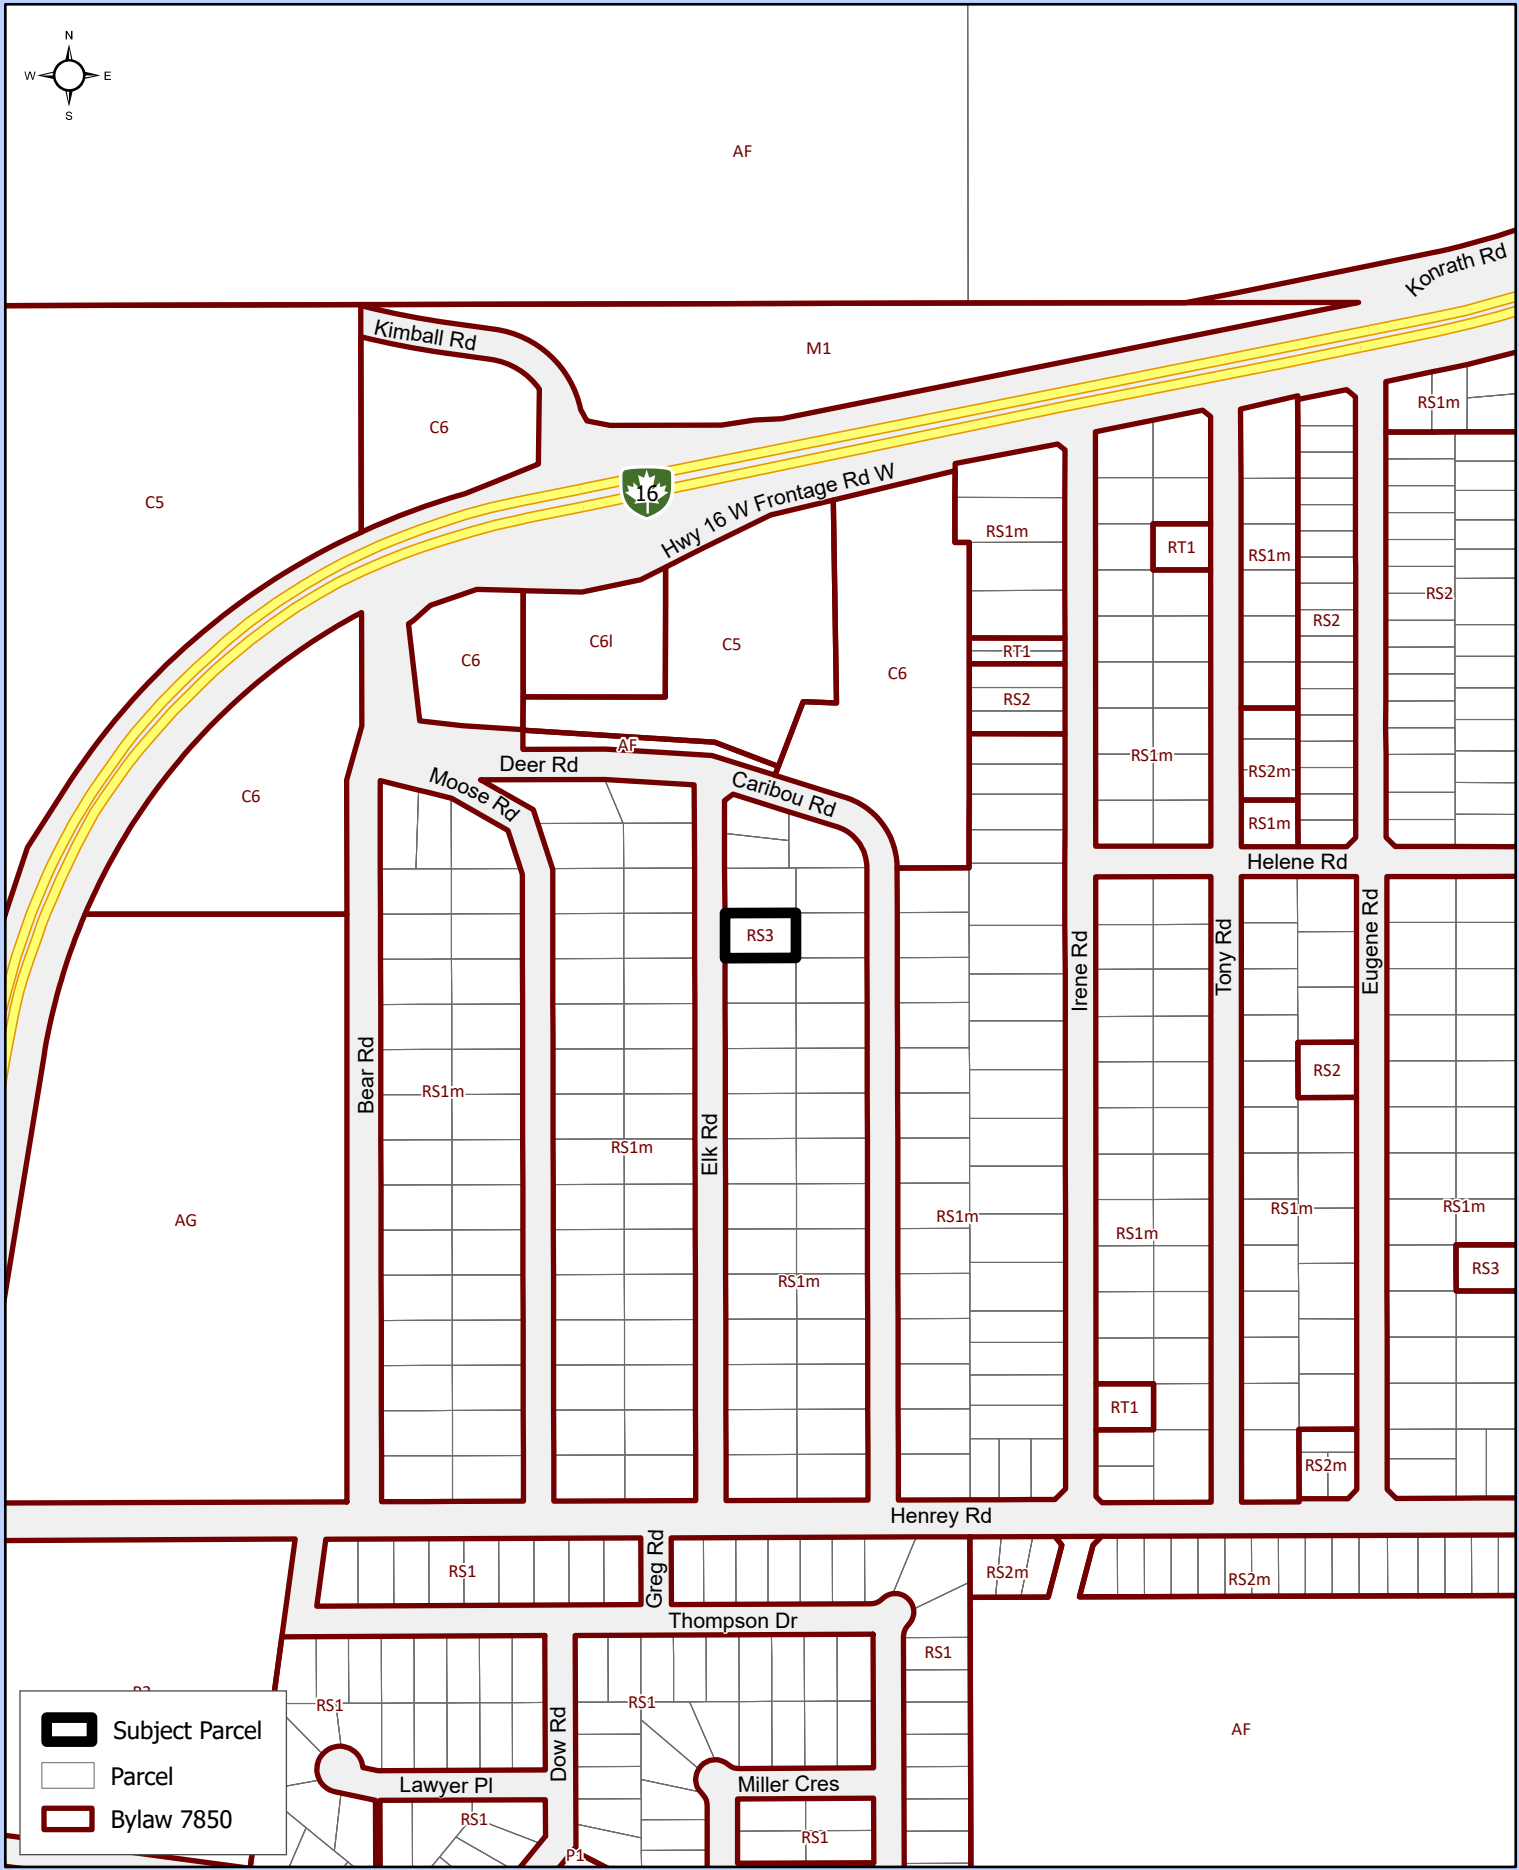 N
W E
S
AF
Konrath Rd
Kimball Rd
M1
C6
RS1m
C5
16
Hwy 16 W Frontage Rd W
RS1m
RT1
RS1m
RS2
RS2
C6
C6l
C5
C6
RT1
RS2
AF
Deer Rd
RS1m
RS2m
C6
Moose Rd
Caribou Rd
RS1m
Helene Rd
RS3
Irene Rd
Tony Rd
Eugene Rd
Bear Rd
RS1m
RS2
Elk Rd
RS1m
AG
RS1m
RS1m
RS1m
RS1m
RS1m
RS3
RT1
RS2m
Henrey Rd
RS1
Greg Rd
RS2m
RS2m
Thompson Dr
RS1
RS1
RS1
AF
Dow Rd
Lawyer Pl
Miller Cres
RS1
RS1
P1
Subject Parcel
Parcel
Bylaw 7850